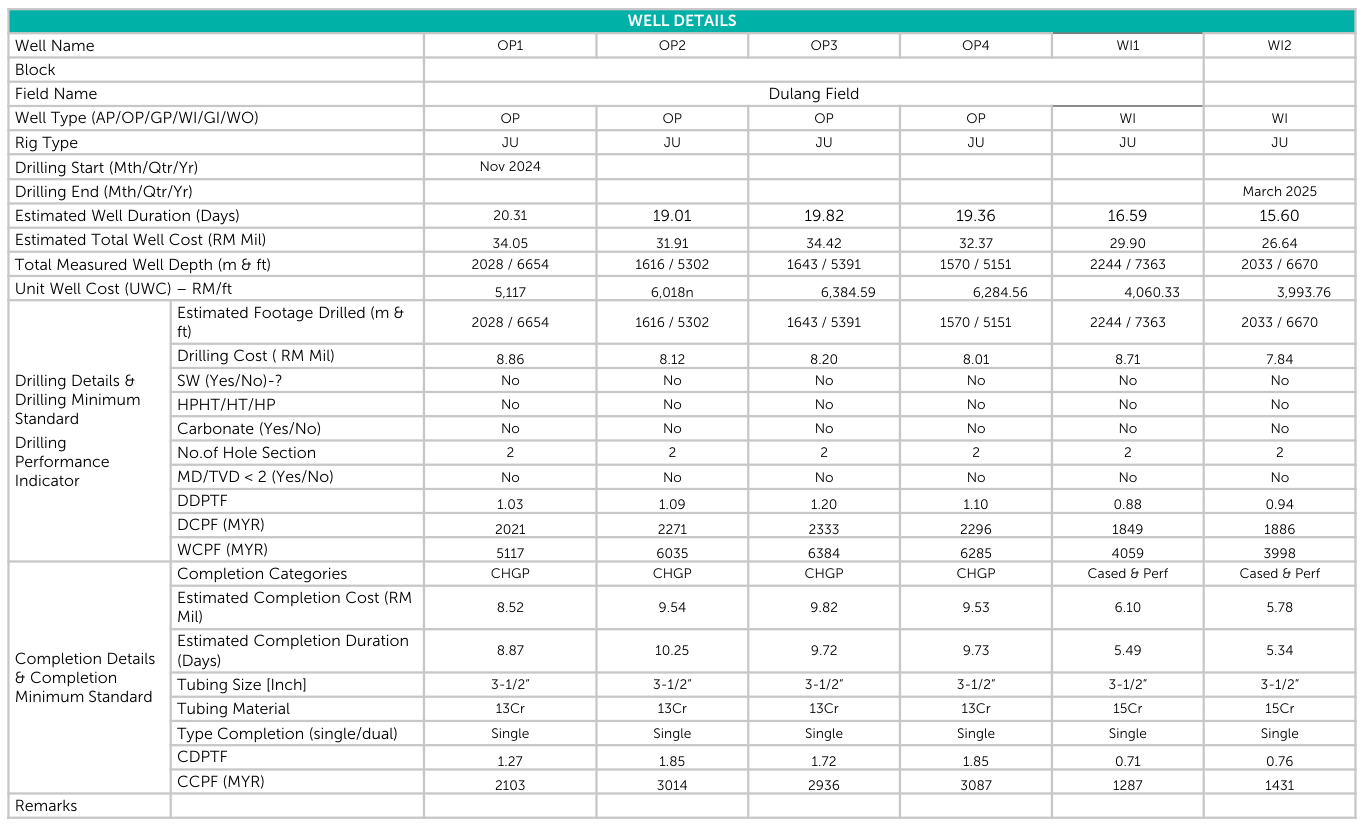 WELL DETAILS
Well Name OP1 OP2 OP3 OP4 WI1 WI2
Block
Field Name Dulang Field
Well Type (AP/OP/GP/WI/GI/WO) OP OP OP OP WI WI
Rig Type JU JU JU JU JU JU
Drilling Start (Mth/Qtr/Yr) Nov 2024
Drilling End (Mth/Qtr/Yr) March 2025
Estimated Well Duration (Days) 20.31 19.01 19.82 19.36 16.59 15.60
Estimated Total Well Cost (RM Mil) 34.05 31.91 34.42 32.37 29.90 26.64
Total Measured Well Depth (m & ft) 2028 / 6654 1616 / 5302 1643 / 5391 1570 / 5151 2244 / 7363 2033 / 6670
Unit Well Cost (UWC) – RM/ft 5,117 6,018n 6,384.59 6,284.56 4,060.33 3,993.76
Drilling Details &
Drilling Minimum
Standard
Drilling
Performance
Indicator
Estimated Footage Drilled (m &
ft) 2028 / 6654 1616 / 5302 1643 / 5391 1570 / 5151 2244 / 7363 2033 / 6670
Drilling Cost ( RM Mil) 8.86 8.12 8.20 8.01 8.71 7.84
SW (Yes/No)-? No No No No No No
HPHT/HT/HP No No No No No No
Carbonate (Yes/No) No No No No No No
No.of Hole Section 2 2 2 2 2 2
MD/TVD < 2 (Yes/No) No No No No No No
DDPTF 1.03 1.09 1.20 1.10 0.88 0.94
DCPF (MYR) 2021 2271 2333 2296 1849 1886
WCPF (MYR) 5117 6035 6384 6285 4059 3998
Completion Details
& Completion
Minimum Standard
Completion Categories CHGP CHGP CHGP CHGP Cased & Perf Cased & Perf
Estimated Completion Cost (RM
Mil) 8.52 9.54 9.82 9.53 6.10 5.78
Estimated Completion Duration
(Days) 8.87 10.25 9.72 9.73 5.49 5.34
Tubing Size [Inch] 3-1/2” 3-1/2” 3-1/2” 3-1/2” 3-1/2” 3-1/2”
Tubing Material 13Cr 13Cr 13Cr 13Cr 15Cr 15Cr
Type Completion (single/dual) Single Single Single Single Single Single
CDPTF 1.27 1.85 1.72 1.85 0.71 0.76
CCPF (MYR) 2103 3014 2936 3087 1287 1431
Remarks